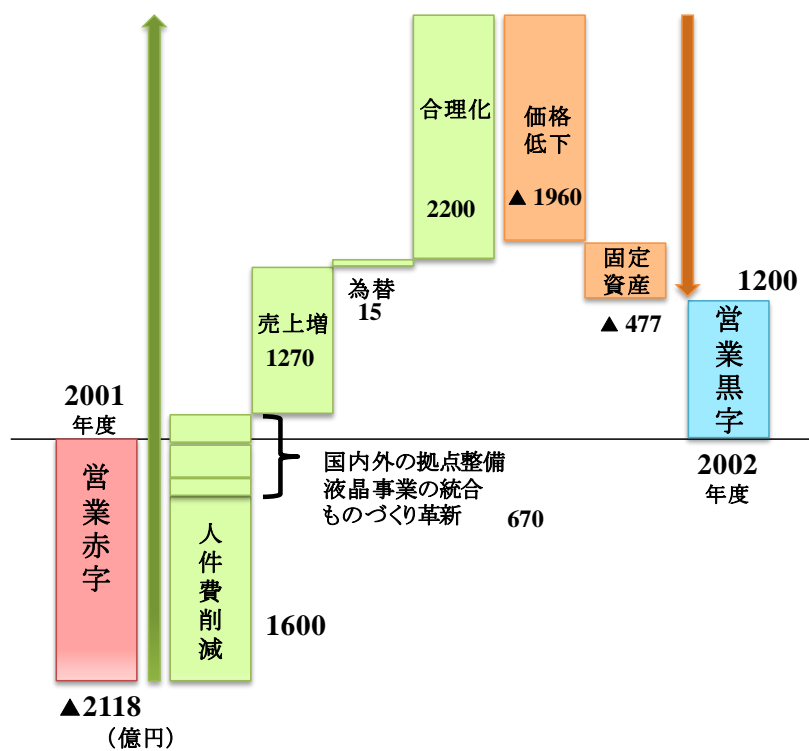 2001
年度
営業赤字
▲2118
（億円）
人件費削減
1600
国内外の拠点整備
液晶事業の統合
ものづくり革新
670
売上増
1270
為替
15
合理化
2200
価格
低下
▲ 1960
固定
資産
▲ 477
1200
営業黒字
2002
年度